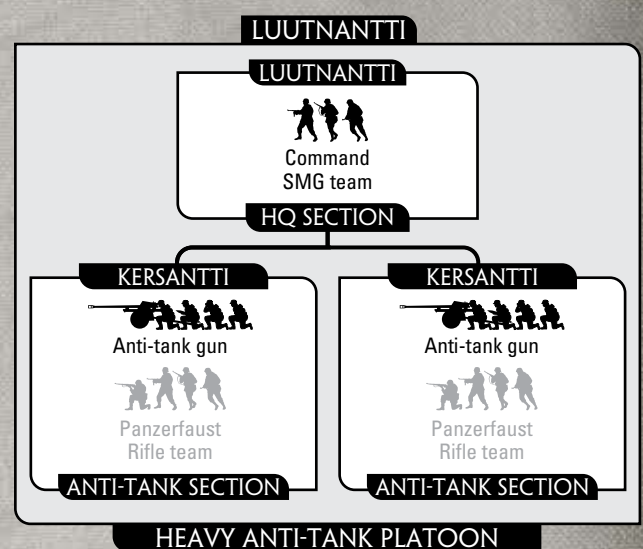 LUUTNANTTI
LUUTNANTTI
Command
SMG team
HQ SECTION
KERSANTTI
Anti-tank gun
Panzerfaust
Rifle team
ANTI-TANK SECTION
KERSANTTI
Anti-tank gun
Panzerfaust
Rifle team
ANTI-TANK SECTION
HEAVY ANTI-TANK PLATOON